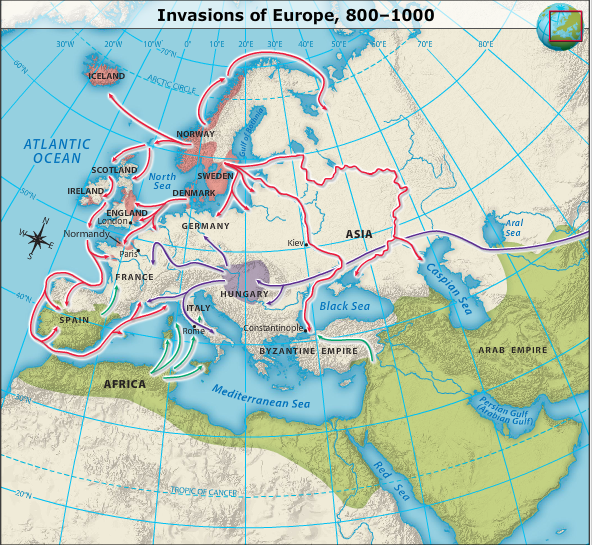 Invasions of Europe, 800–1000
30°W
20°W
10°W
70°N
0°
10°E
20°E
30°E
40°E
50°E
60°E
70°E
80°E
60°N
ICELAND
ARCTIC CIRCLE
Gulf of Bothnia
NORWAY
ATLANTIC
OCEAN
SCOTLAND
SWEDEN
North
Sea
IRELAND
DENMARK
50°N
ENGLAND
London
GERMANY
Aral
Sea
N
W
E
S
Normandy
ASIA
Kiev
Paris
FRANCE
Caspian Sea
40°N
HUNGARY
ITALY
Black Sea
SPAIN
Rome
Constantinople
BYZANTINE EMPIRE
ARAB EMPIRE
AFRICA
Mediterranean Sea
30°N
Persian Gulf
(Arabian Gulf)
Red Sea
TROPIC OF CANCER
20°N